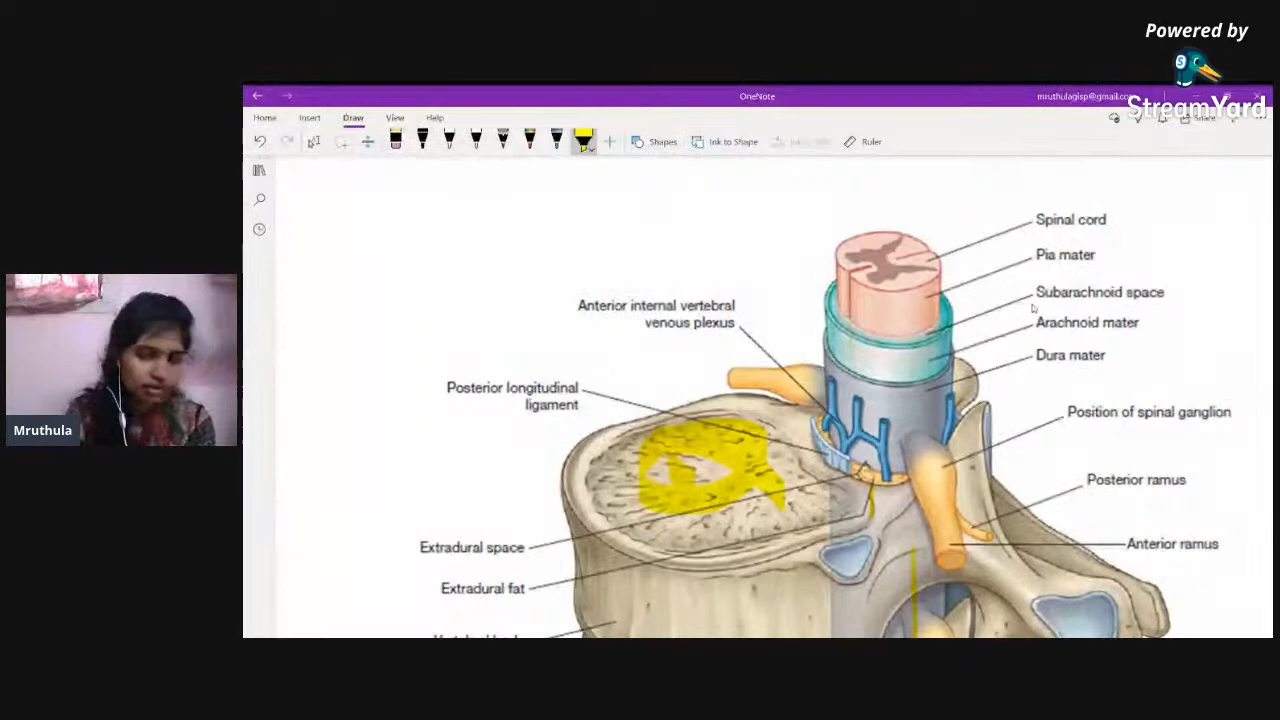 Powered by
StreamYard
OneNote
Home
Insert
Draw
View
Help
Shapes
Ink to Shape
Ruler
Spinal cord
Pia mater
Subarachnoid space
Arachnoid mater
Dura mater
Anterior internal vertebral
venous plexus
Posterior longitudinal
ligament
Position of spinal ganglion
Posterior ramus
Anterior ramus
Extradural space
Extradural fat
Mruthula